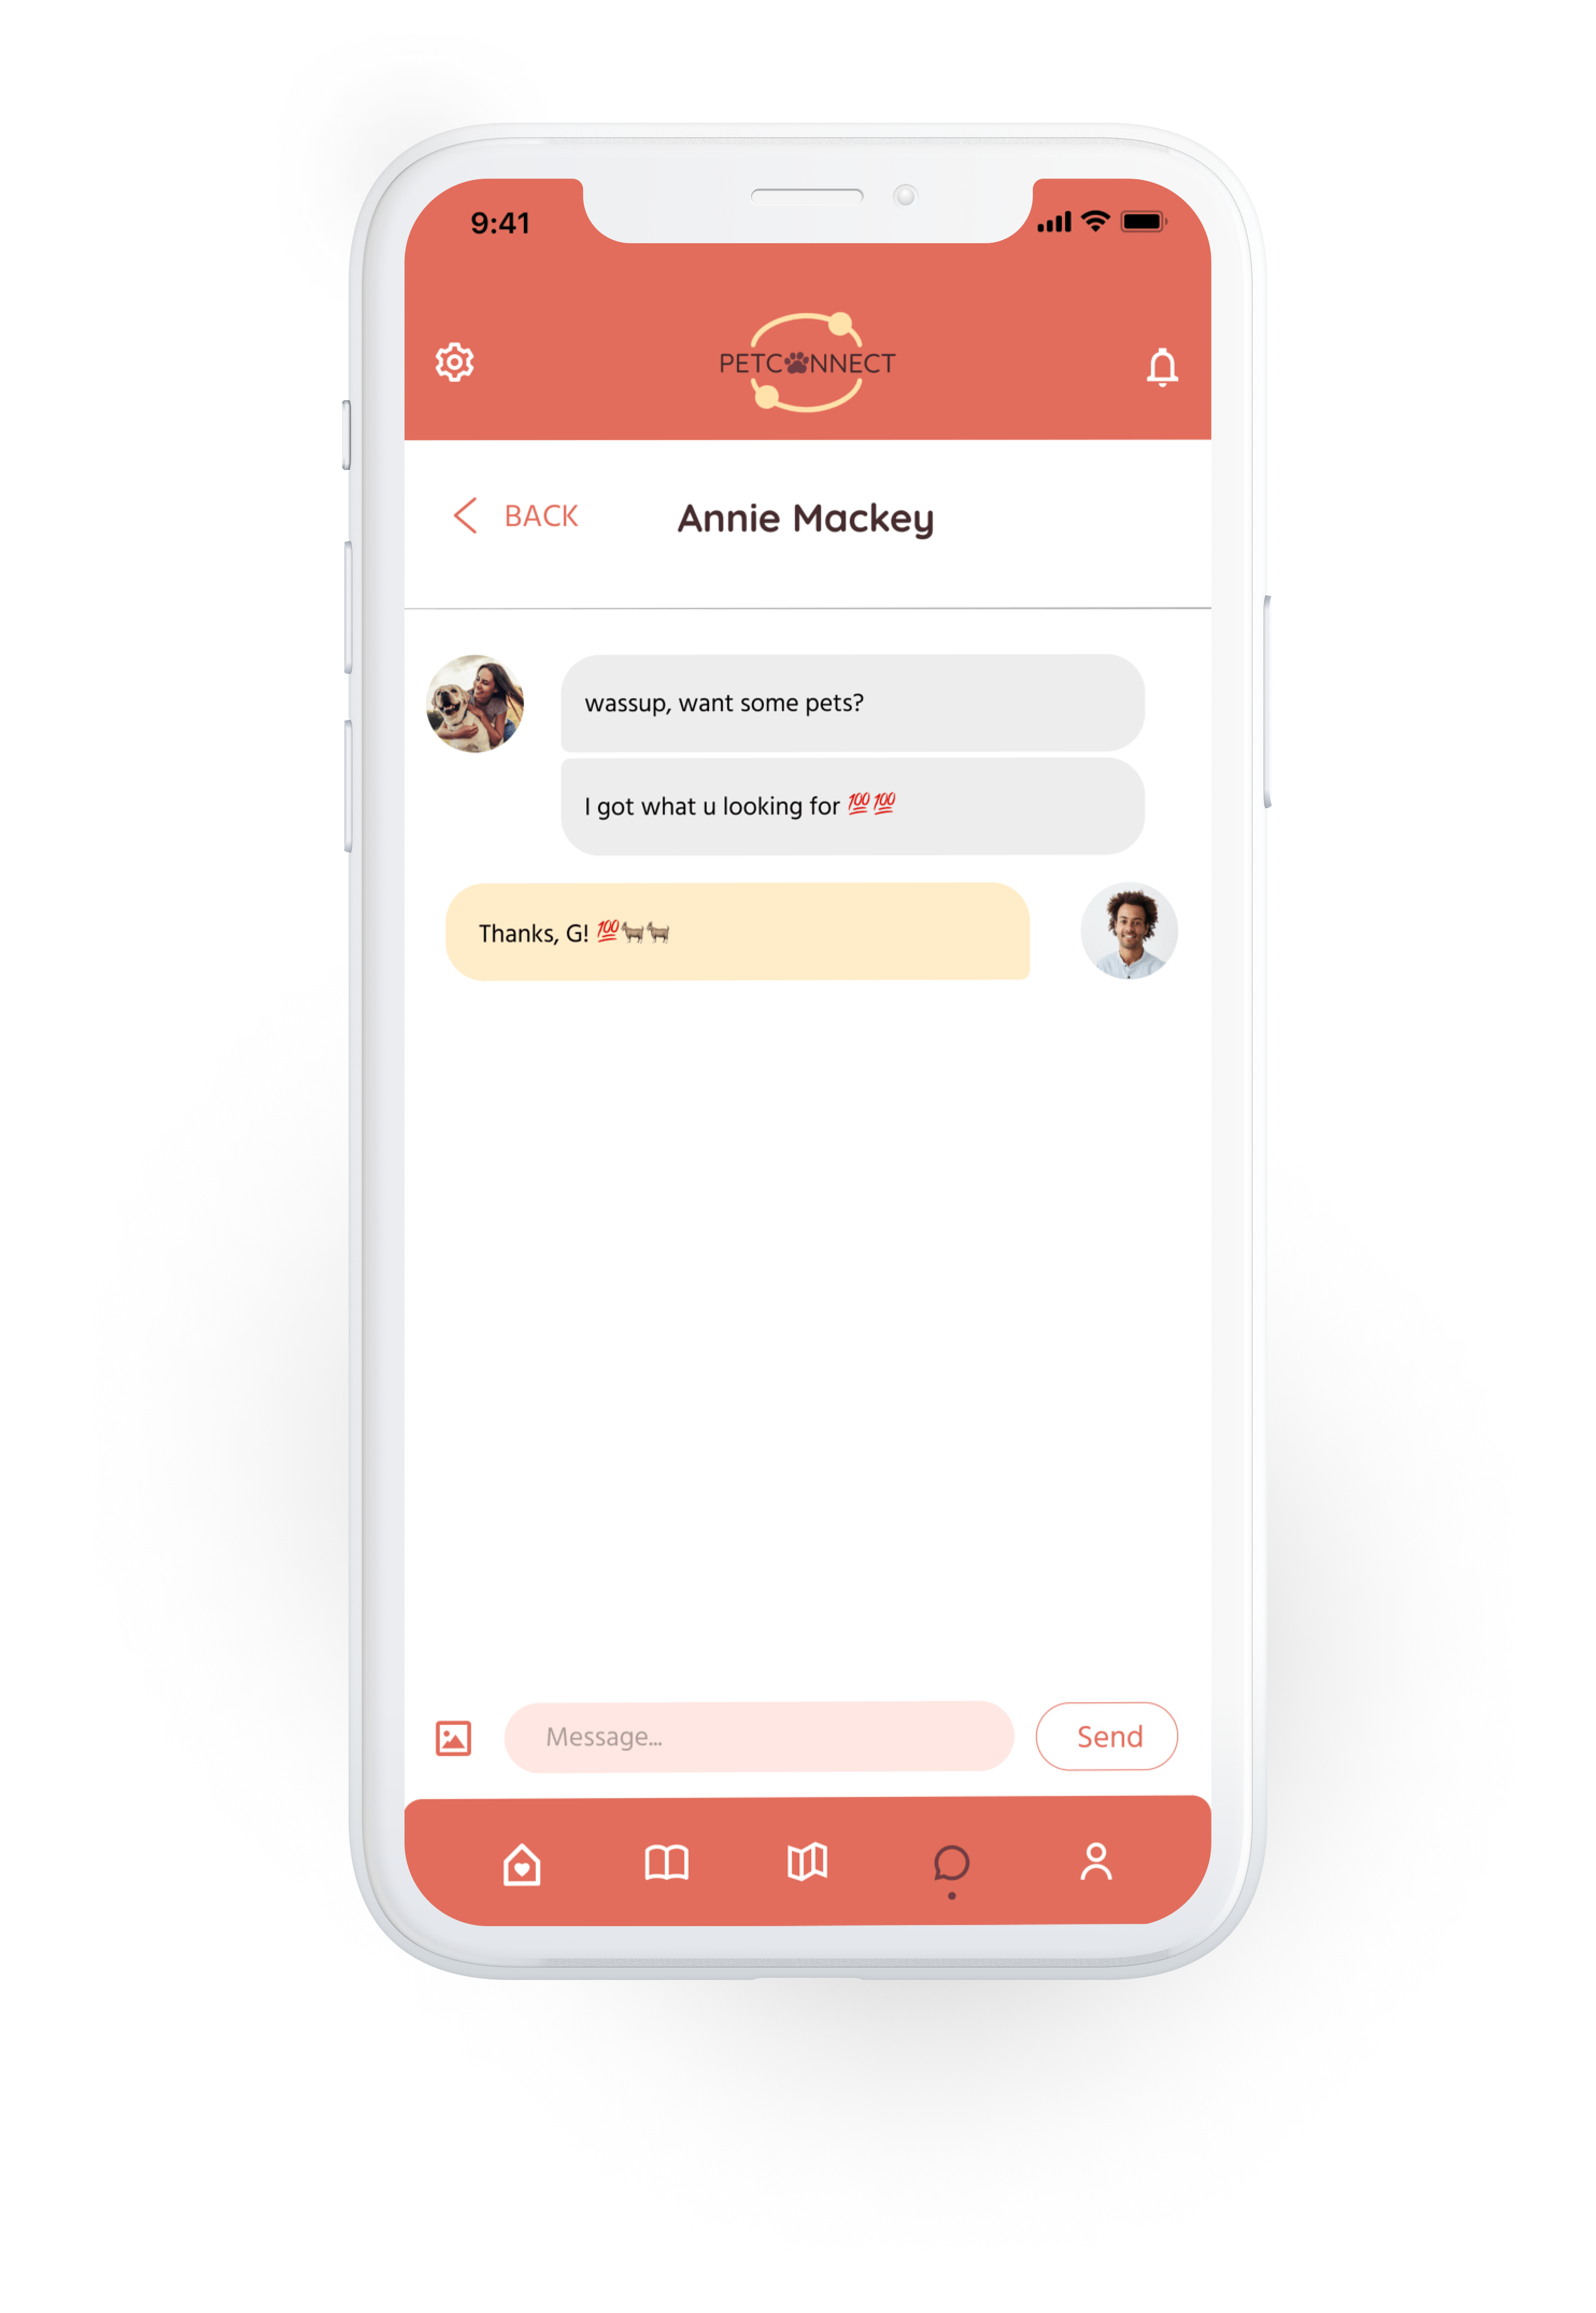 9:41
PETCONNECT
BACK
Annie Mackey
wassup, want some pets?
I got what u looking for 💯💯
Thanks, G! 💯🐐🐐
Message...
Send